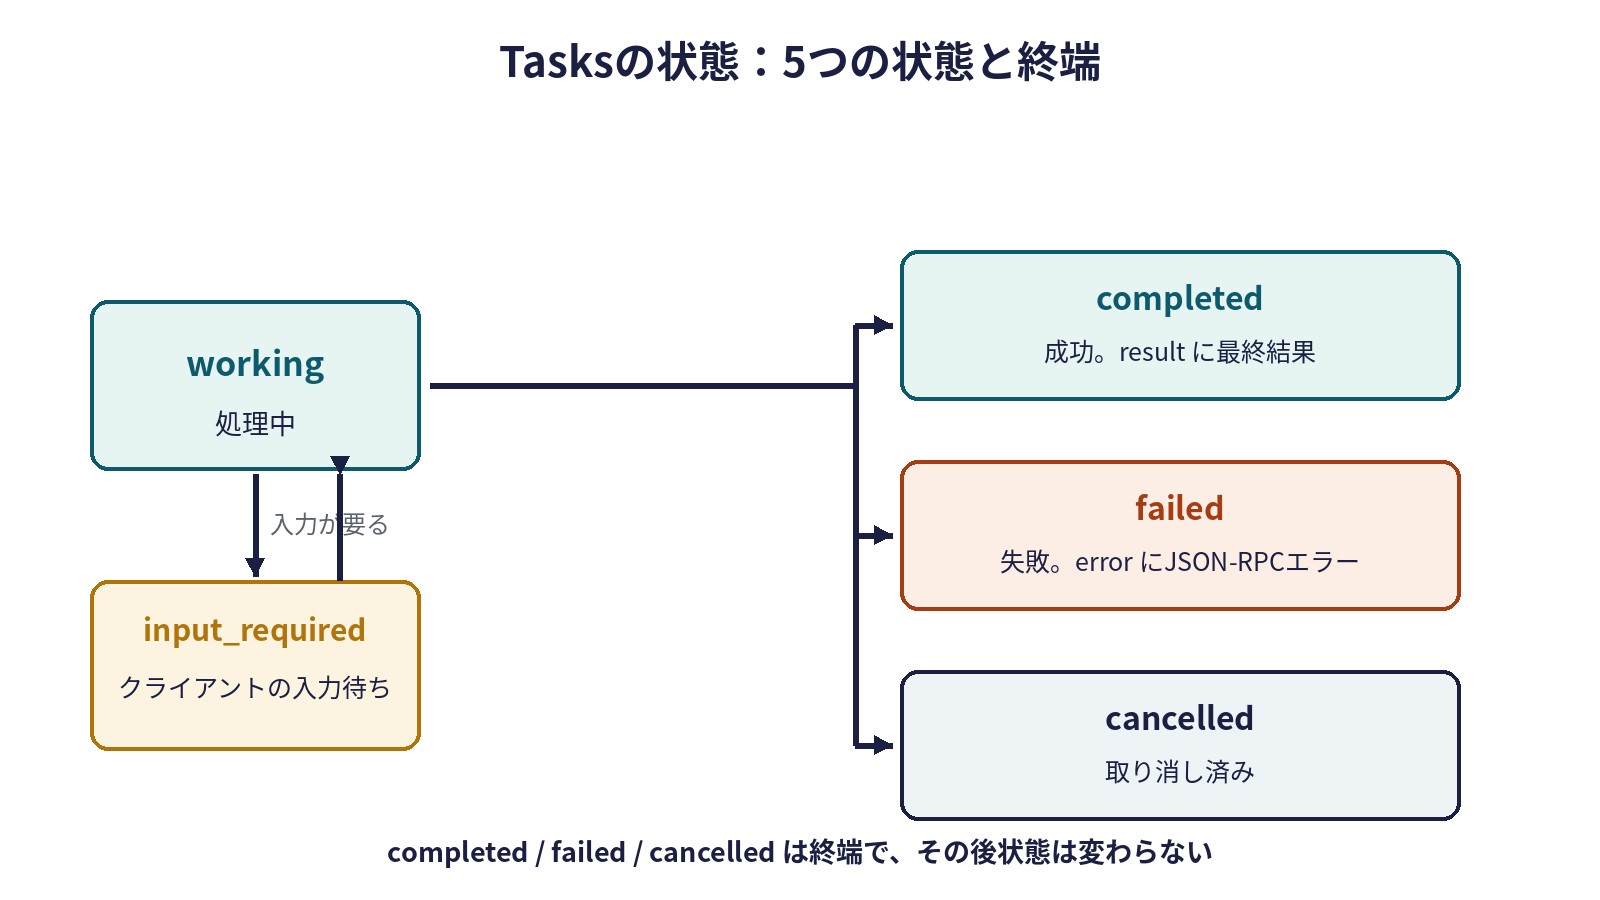 Tasksの状態：5つの状態と終端
working
処理中
入力が要る
input_required
クライアントの入力待ち
completed
成功。result に最終結果
failed
失敗。error にJSON-RPCエラー
cancelled
取り消し済み
completed / failed / cancelled は終端で、その後状態は変わらない